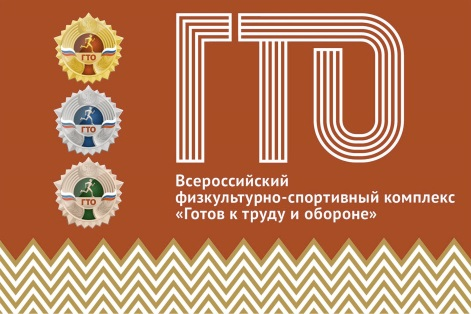 ГТО
ГТО
ГТО
ГТО
Всероссийский
физкультурно-спортивный комплекс
«Готов к труду и обороне»